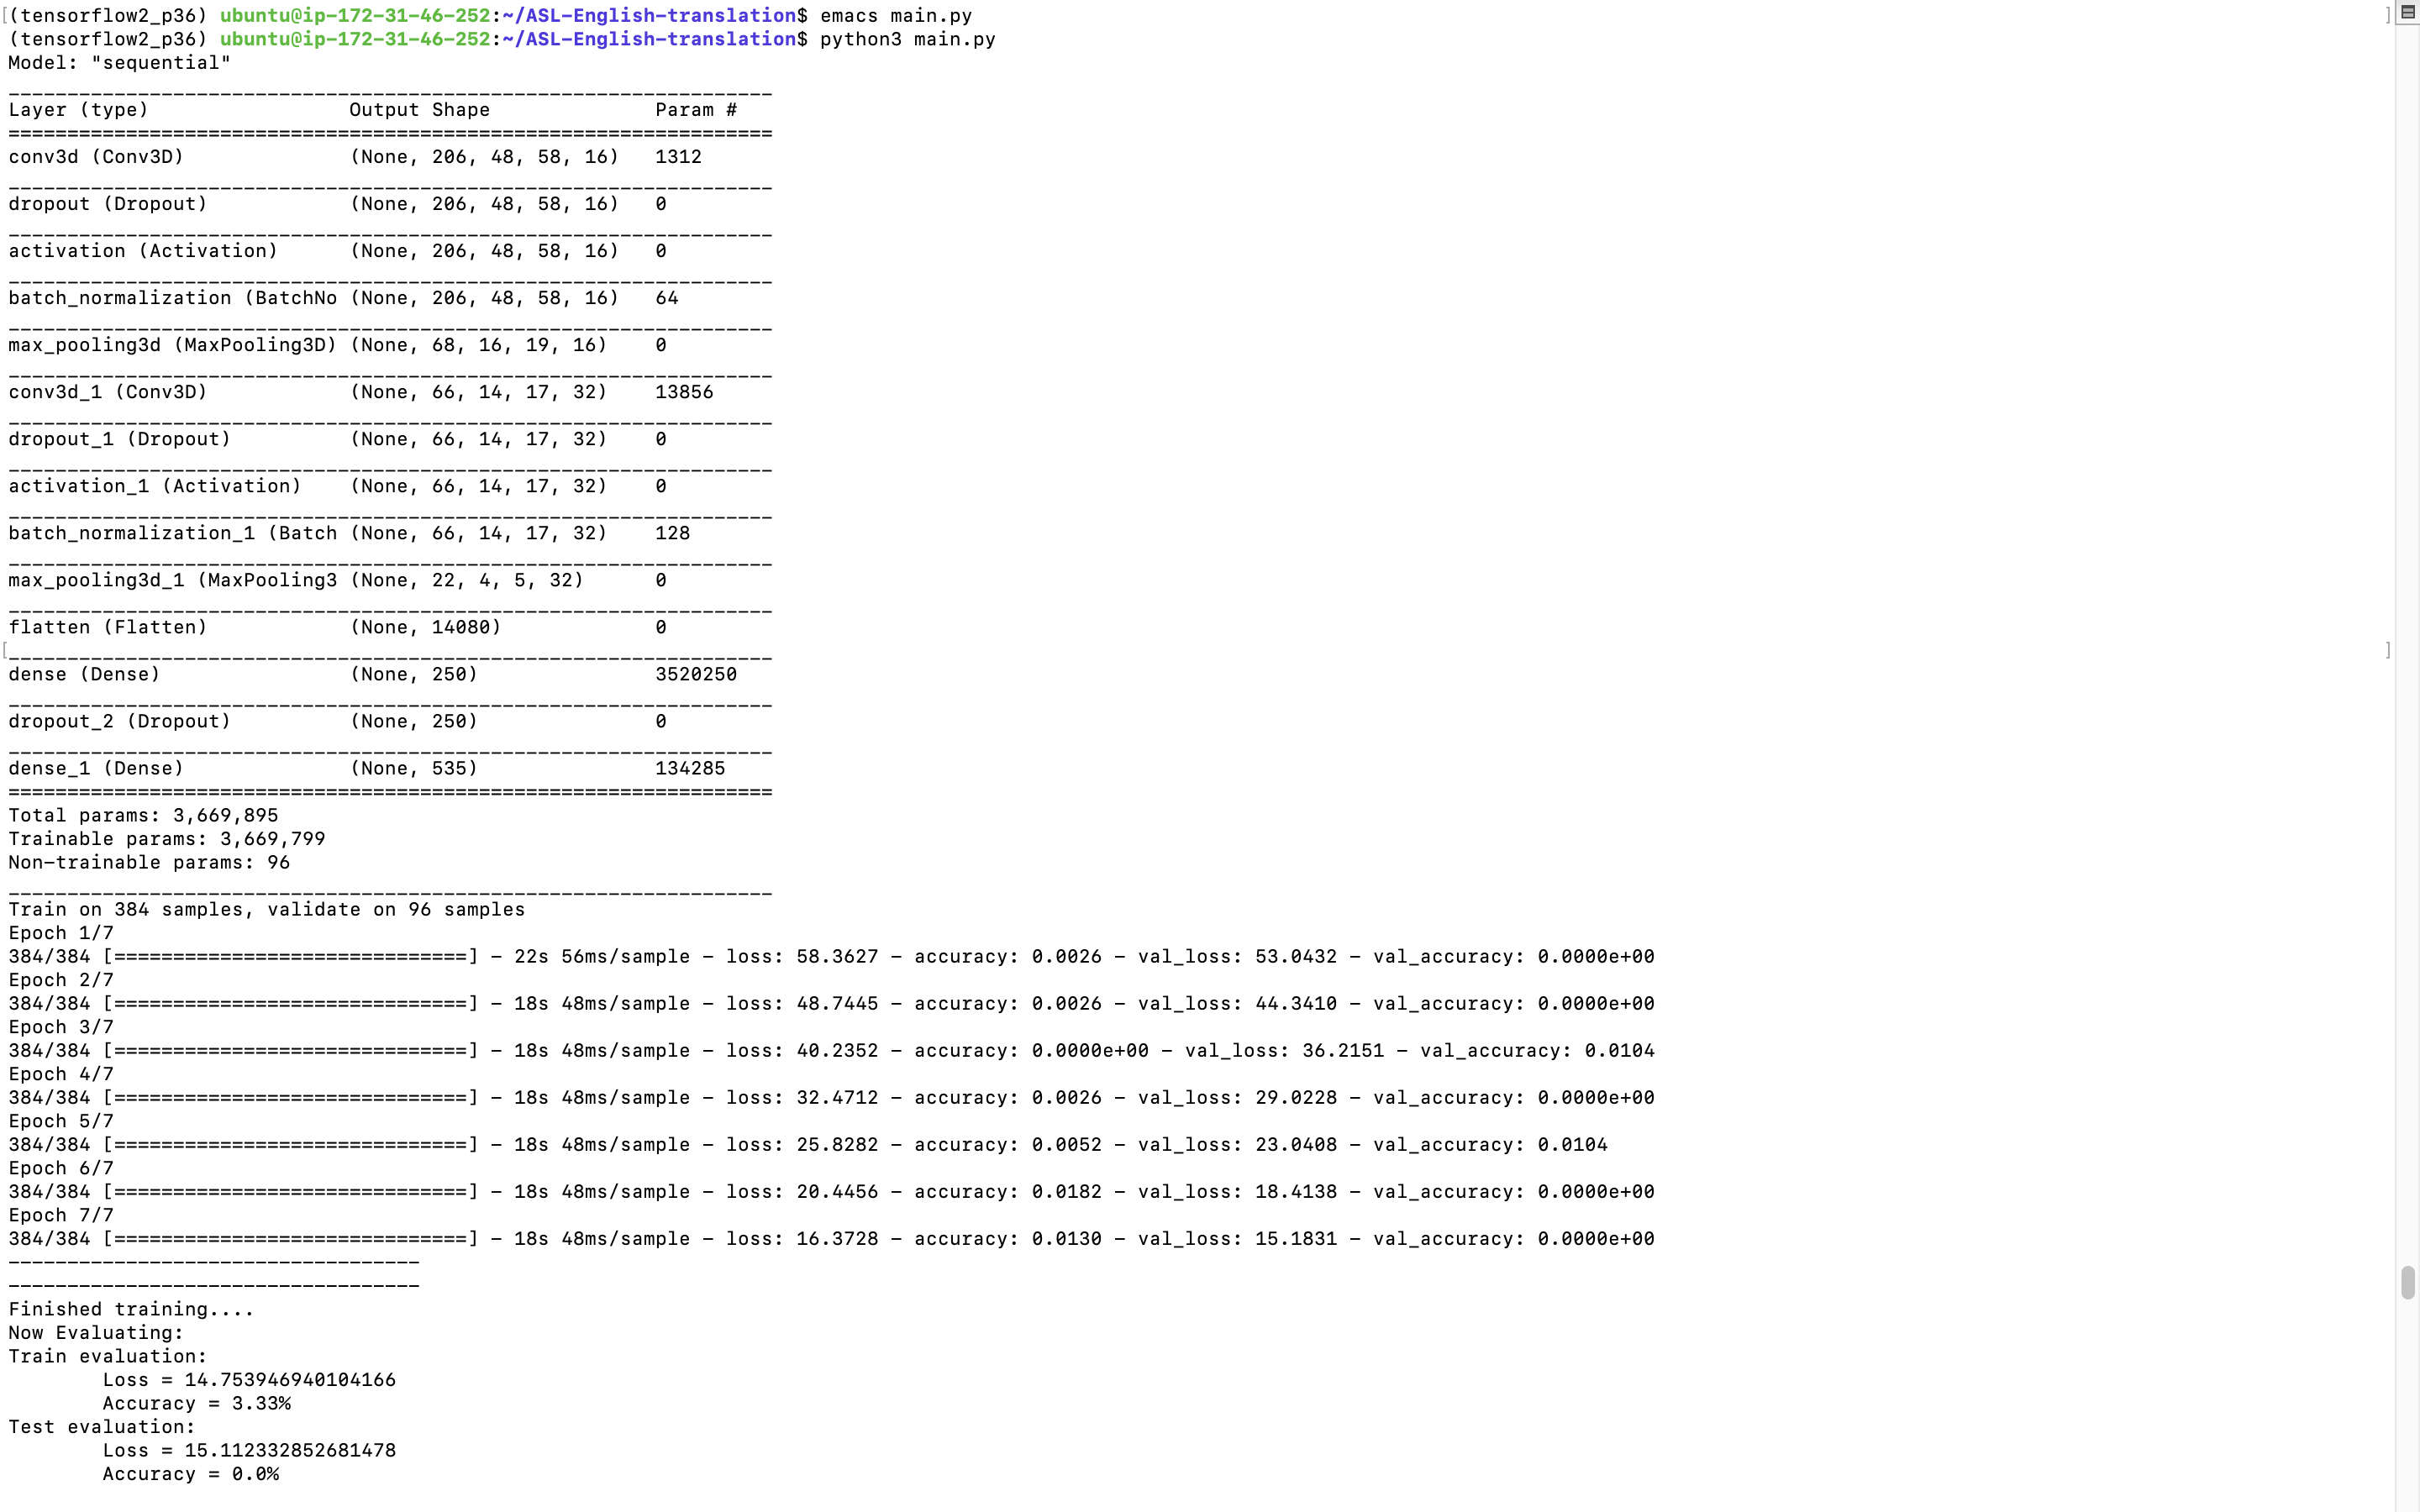 (tensorflow2_p36) ubuntu@ip-172-31-46-252:~/ASL-English-translation$ emacs main.py
(tensorflow2_p36) ubuntu@ip-172-31-46-252:~/ASL-English-translation$ python3 main.py
Model: "sequential"
_________________________________________________________________
Layer (type)                 Output Shape              Param #
=================================================================
conv3d (Conv3D)              (None, 206, 48, 58, 16)   1312
_________________________________________________________________
dropout (Dropout)            (None, 206, 48, 58, 16)   0
_________________________________________________________________
activation (Activation)      (None, 206, 48, 58, 16)   0
_________________________________________________________________
batch_normalization (BatchNo (None, 206, 48, 58, 16)   64
_________________________________________________________________
max_pooling3d (MaxPooling3D) (None, 68, 16, 19, 16)    0
_________________________________________________________________
conv3d_1 (Conv3D)            (None, 66, 14, 17, 32)    13856
_________________________________________________________________
dropout_1 (Dropout)          (None, 66, 14, 17, 32)    0
_________________________________________________________________
activation_1 (Activation)    (None, 66, 14, 17, 32)    0
_________________________________________________________________
batch_normalization_1 (Batch (None, 66, 14, 17, 32)    128
_________________________________________________________________
max_pooling3d_1 (MaxPooling3 (None, 22, 4, 5, 32)      0
_________________________________________________________________
flatten (Flatten)            (None, 14080)             0
_________________________________________________________________
dense (Dense)                (None, 250)               3520250
_________________________________________________________________
dropout_2 (Dropout)          (None, 250)               0
_________________________________________________________________
dense_1 (Dense)              (None, 535)               134285
=================================================================
Total params: 3,669,895
Trainable params: 3,669,799
Non-trainable params: 96
_________________________________________________________________
Train on 384 samples, validate on 96 samples
Epoch 1/7
384/384 [==============================] - 22s 56ms/sample - loss: 58.3627 - accuracy: 0.0026 - val_loss: 53.0432 - val_accuracy: 0.0000e+00
Epoch 2/7
384/384 [==============================] - 18s 48ms/sample - loss: 48.7445 - accuracy: 0.0026 - val_loss: 44.3410 - val_accuracy: 0.0000e+00
Epoch 3/7
384/384 [==============================] - 18s 48ms/sample - loss: 40.2352 - accuracy: 0.0000e+00 - val_loss: 36.2151 - val_accuracy: 0.0104
Epoch 4/7
384/384 [==============================] - 18s 48ms/sample - loss: 32.4712 - accuracy: 0.0026 - val_loss: 29.0228 - val_accuracy: 0.0000e+00
Epoch 5/7
384/384 [==============================] - 18s 48ms/sample - loss: 25.8282 - accuracy: 0.0052 - val_loss: 23.0408 - val_accuracy: 0.0104
Epoch 6/7
384/384 [==============================] - 18s 48ms/sample - loss: 20.4456 - accuracy: 0.0182 - val_loss: 18.4138 - val_accuracy: 0.0000e+00
Epoch 7/7
384/384 [==============================] - 18s 48ms/sample - loss: 16.3728 - accuracy: 0.0130 - val_loss: 15.1831 - val_accuracy: 0.0000e+00
-----------------------------------
-----------------------------------
Finished training....
Now Evaluating:
Train evaluation:
        Loss = 14.753946940104166
        Accuracy = 3.33%
Test evaluation:
        Loss = 15.112332852681478
        Accuracy = 0.0%